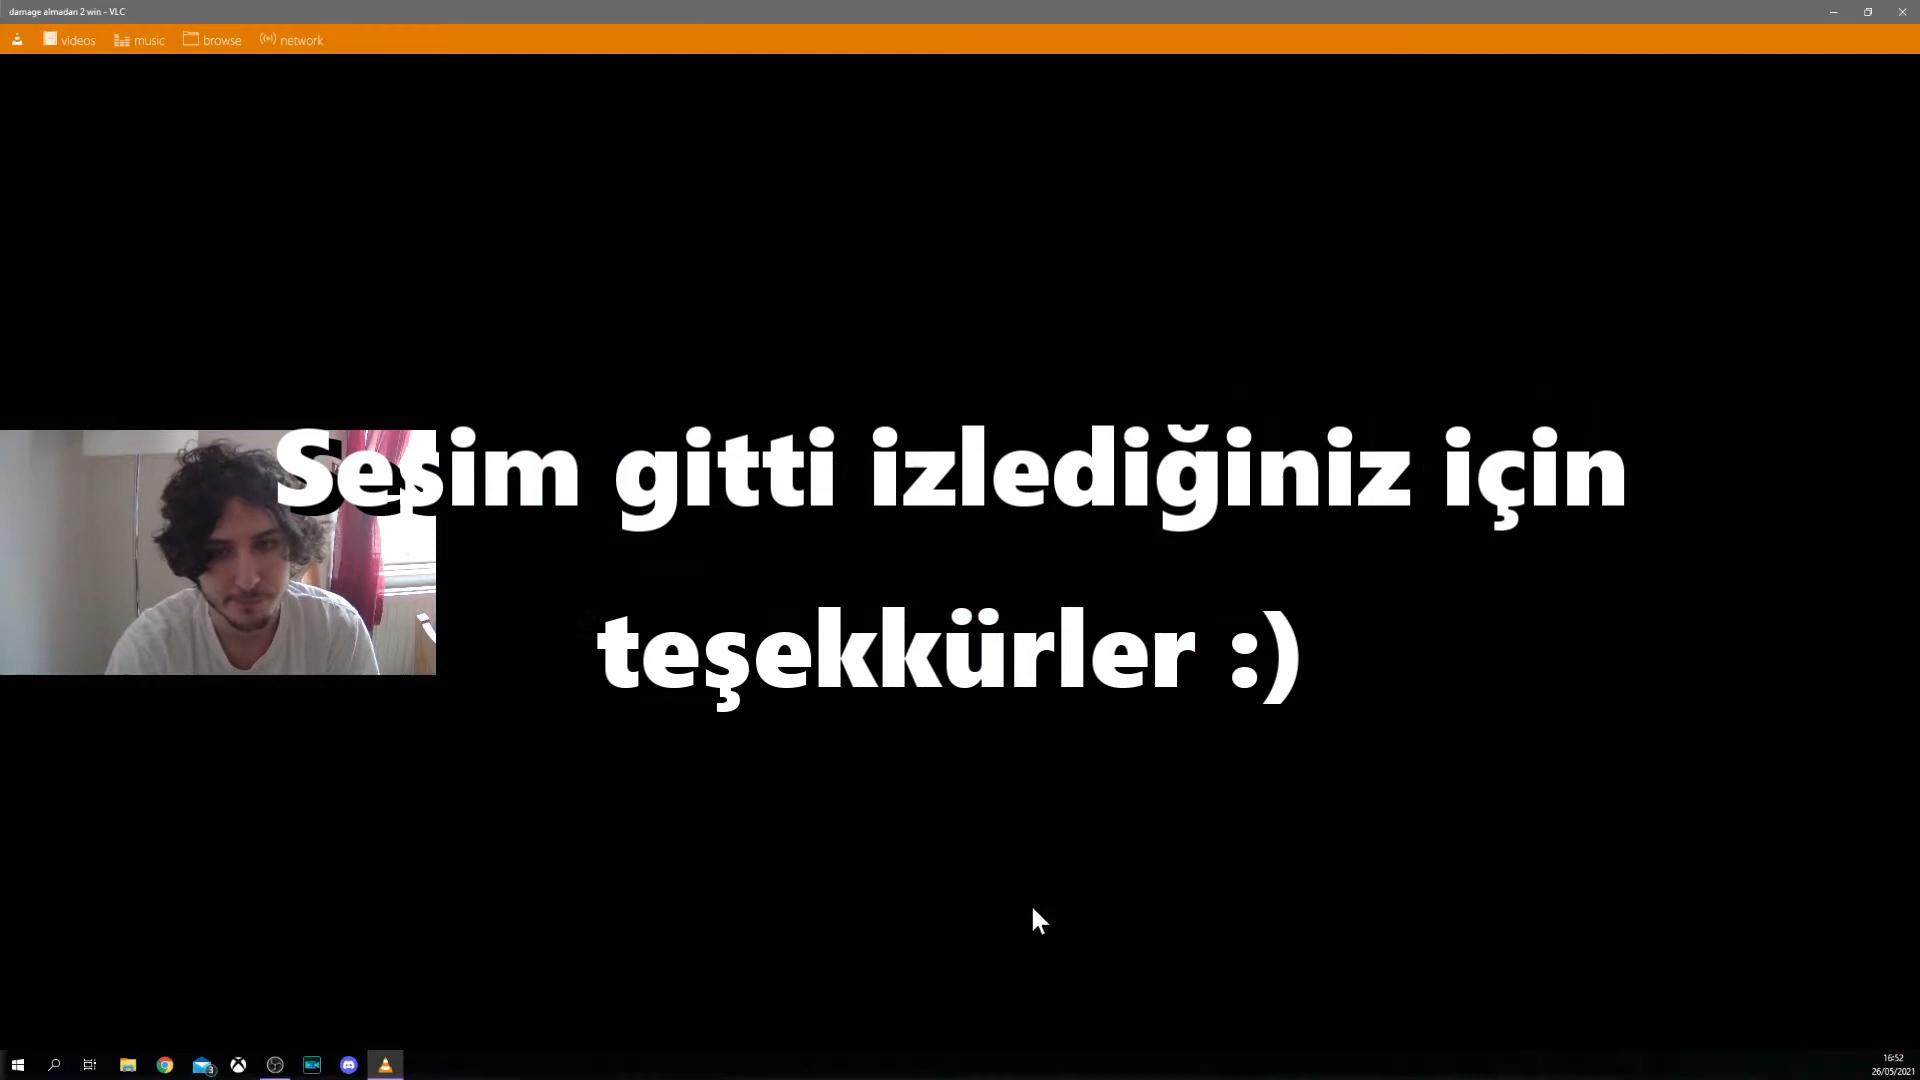 damage almadan 2 win - VLC
videos music browse network
Sesim gitti izlediğiniz için
teşekkürler :)
3
16:52
26/05/2021